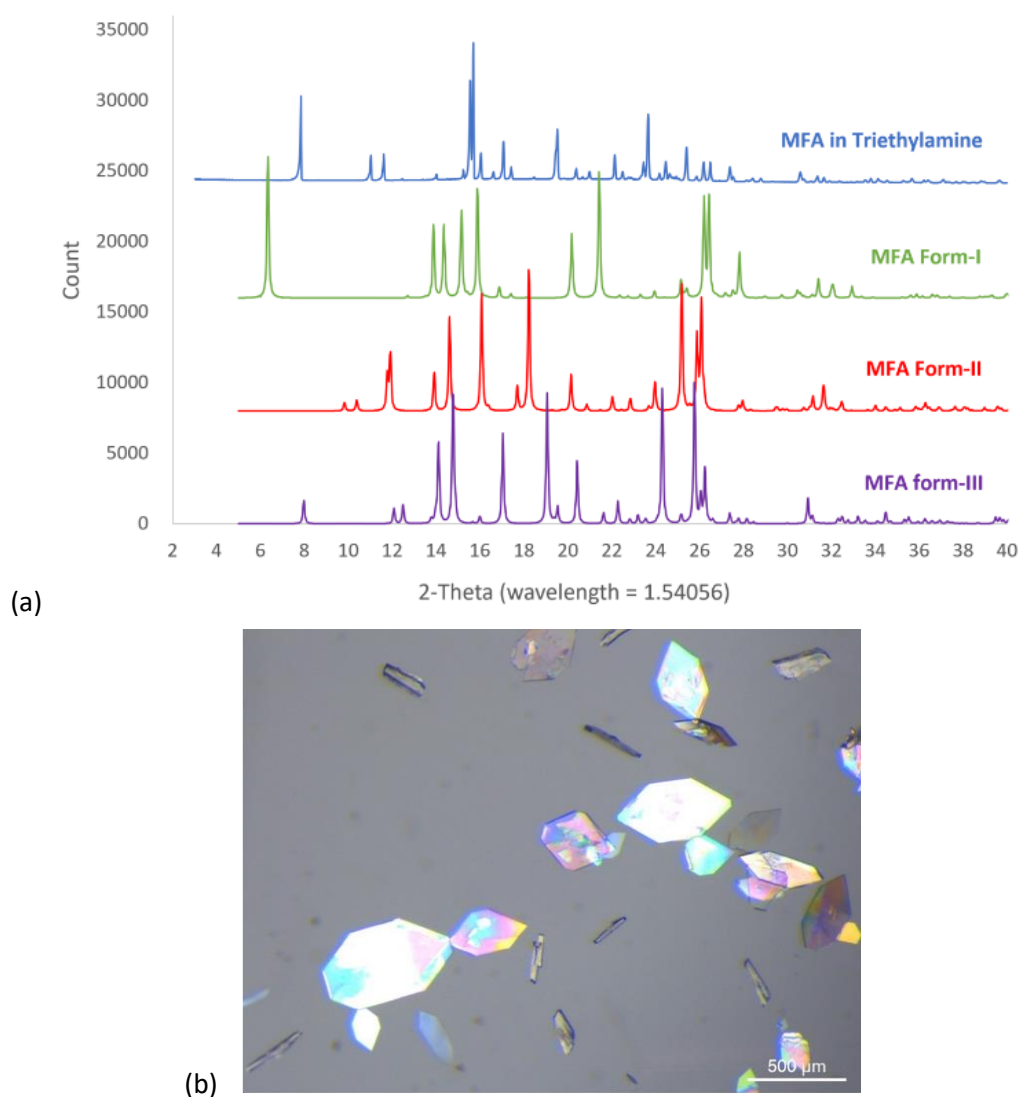 35000
30000
25000
20000
15000
10000
5000
0
Count
MFA in Triethylamine
MFA Form-I
MFA Form-II
MFA form-III
2 4 6 8 10 12 14 16 18 20 22 24 26 28 30 32 34 36 38 40
2-Theta (wavelength = 1.54056)
(a)
500 µm
(b)